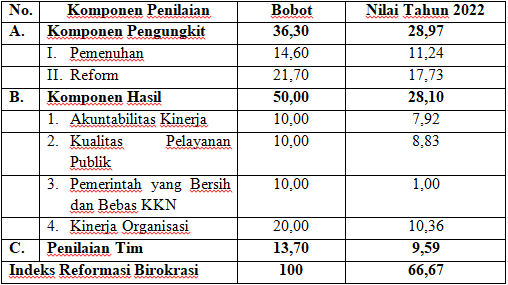 No. Komponen Penilaian Bobot Nilai Tahun 2022
A. Komponen Pengungkit 36,30 28,97
I. Pemenuhan 14,60 11,24
II. Reform 21,70 17,73
B. Komponen Hasil 50,00 28,10
1. Akuntabilitas Kinerja 10,00 7,92
2. Kualitas Pelayanan 10,00 8,83
Publik
3. Pemerintah yang Bersih 10,00 1,00
dan Bebas KKN
4. Kinerja Organisasi 20,00 10,36
C. Penilaian Tim 13,70 9,59
Indeks Reformasi Birokrasi 100 66,67